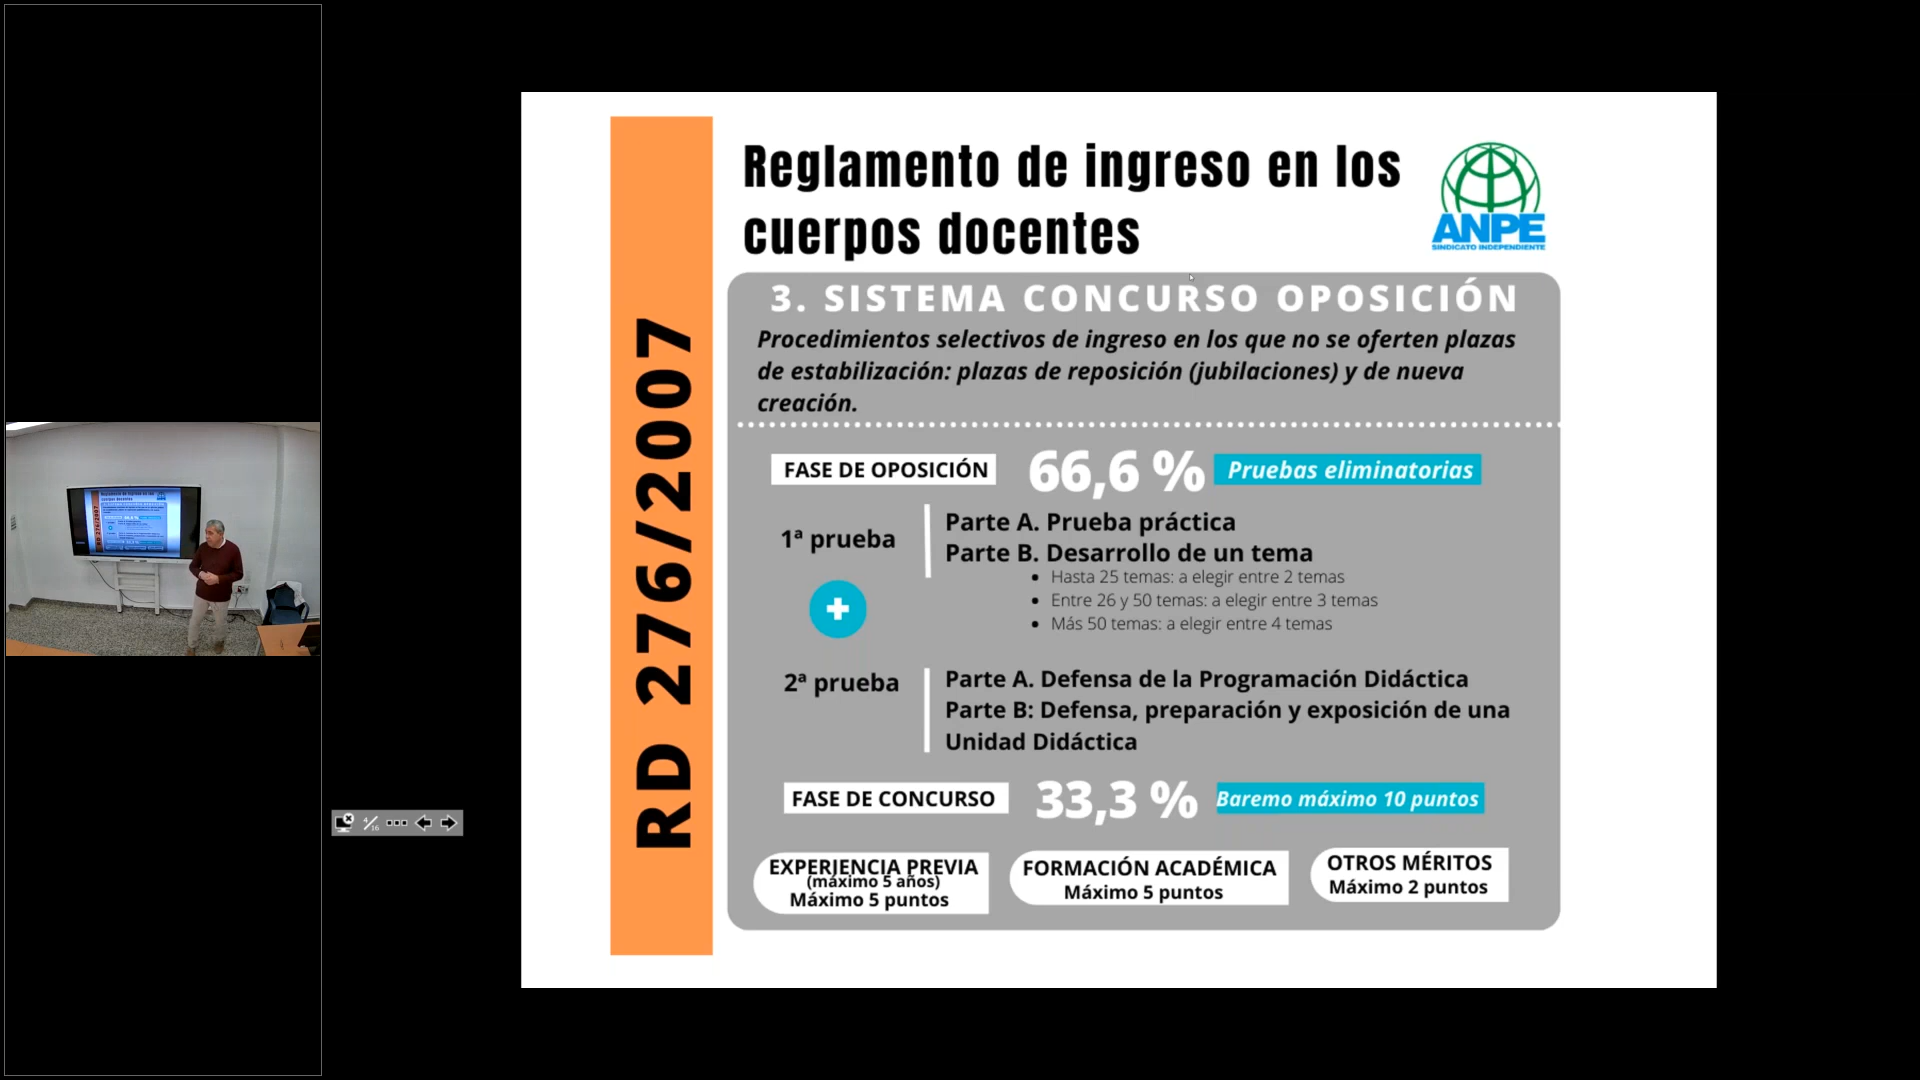 Reglamento de ingreso en los
cuerpos docentes
ANPE
SINDICATO INDEPENDIENTE
RD 276/2007
3. SISTEMA CONCURSO OPOSICIÓN
Procedimientos selectivos de ingreso en los que no se oferten plazas
de estabilización: plazas de reposición (jubilaciones) y de nueva
creación.
FASE DE OPOSICIÓN 66,6 % Pruebas eliminatorias
1ª prueba
Parte A. Prueba práctica
Parte B. Desarrollo de un tema
• Hasta 25 temas: a elegir entre 2 temas
• Entre 26 y 50 temas: a elegir entre 3 temas
• Más 50 temas: a elegir entre 4 temas
+
2ª prueba
Parte A. Defensa de la Programación Didáctica
Parte B: Defensa, preparación y exposición de una
Unidad Didáctica
FASE DE CONCURSO 33,3 % Baremo máximo 10 puntos
EXPERIENCIA PREVIA
(máximo 5 años)
Máximo 5 puntos
FORMACIÓN ACADÉMICA
Máximo 5 puntos
OTROS MÉRITOS
Máximo 2 puntos
4/16